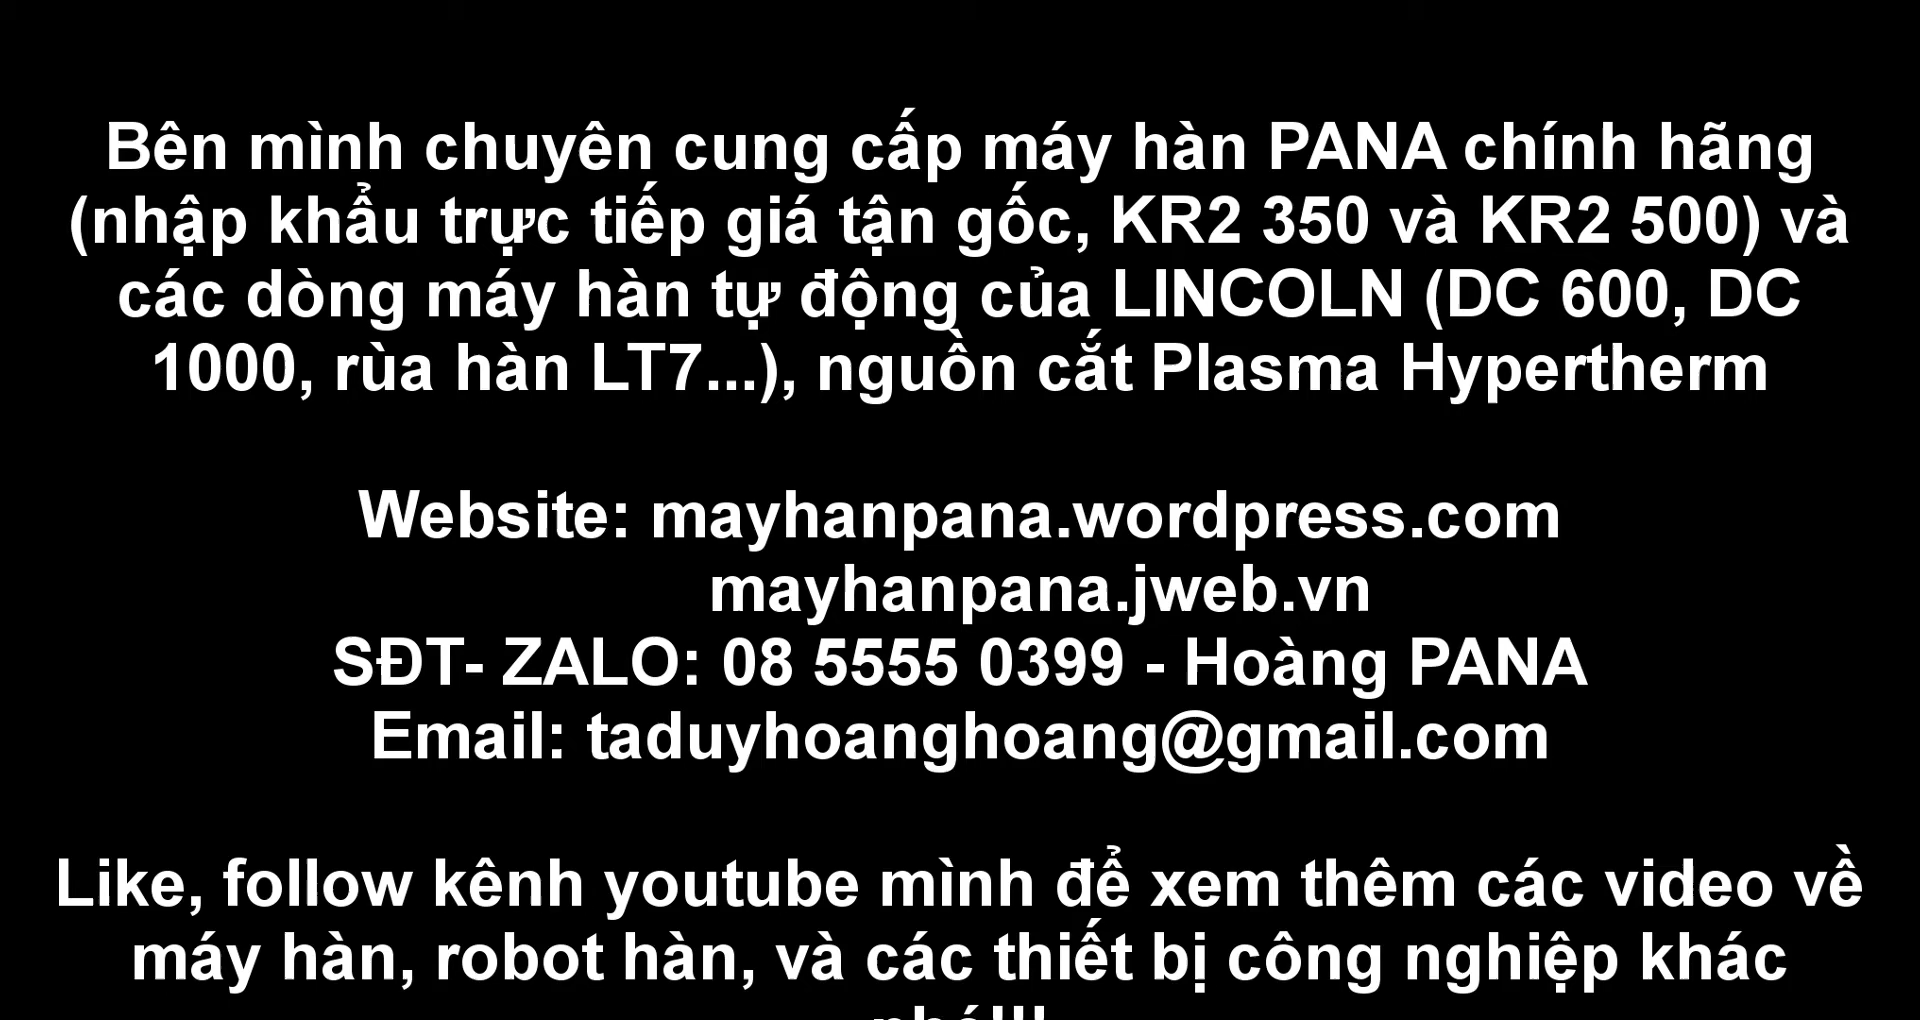 Bên mình chuyên cung cấp máy hàn PANA chính hãng
(nhập khẩu trực tiếp giá tận gốc, KR2 350 và KR2 500) và
các dòng máy hàn tự động của LINCOLN (DC 600, DC
1000, rùa hàn LT7...), nguồn cắt Plasma Hypertherm
Website: mayhanpana.wordpress.com
mayhanpana.jweb.vn
SĐT- ZALO: 08 5555 0399 - Hoàng PANA
Email: taduyhoanghoang@gmail.com
Like, follow kênh youtube mình để xem thêm các video về
máy hàn, robot hàn, và các thiết bị công nghiệp khác